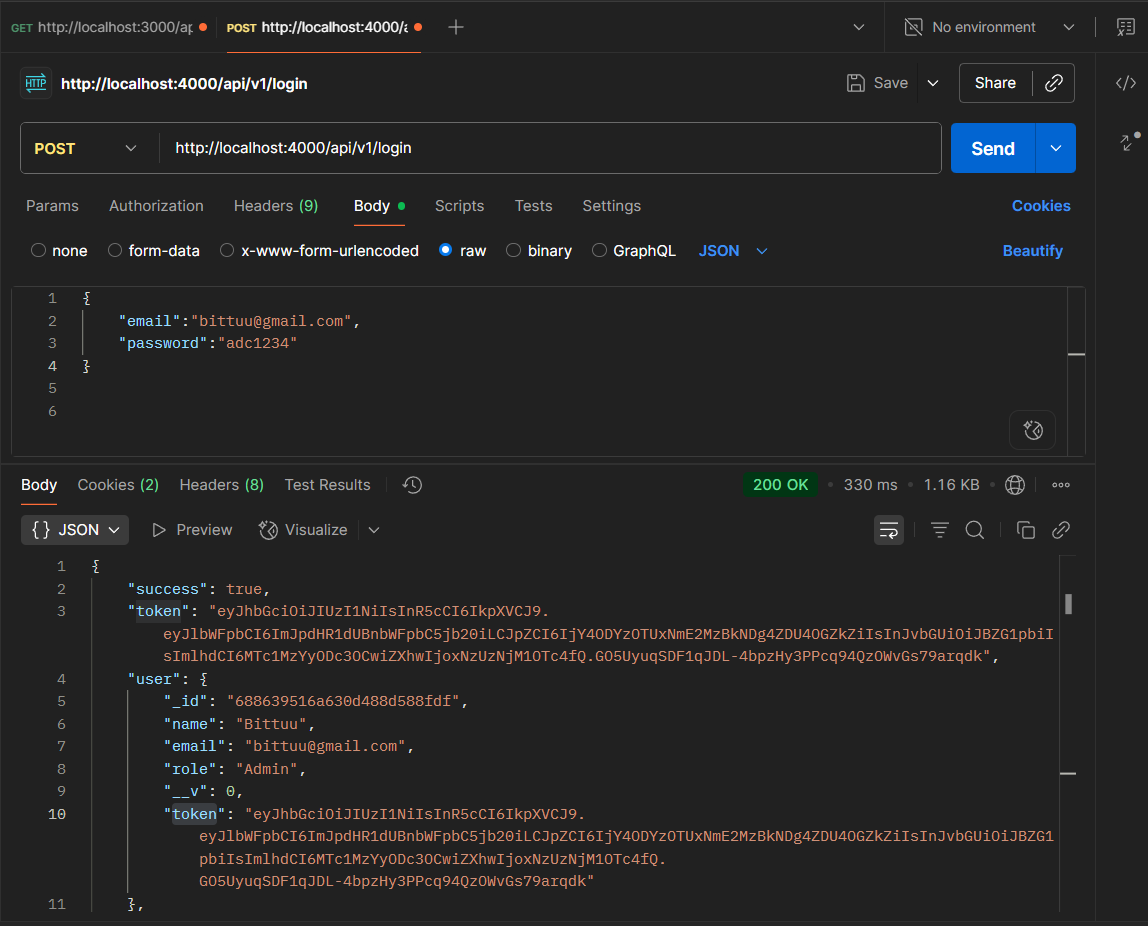 GET http://localhost:3000/ap
POST http://localhost:4000/a
No environment
HTTP http://localhost:4000/api/v1/login
Save
Share
POST http://localhost:4000/api/v1/login
Send
Params Authorization Headers (9) Body Scripts Tests Settings Cookies
none form-data x-www-form-urlencoded raw binary GraphQL JSON Beautify
1 {
2 "email":"bittuu@gmail.com",
3 "password":"adc1234"
4 }
5
6
Body Cookies (2) Headers (8) Test Results 200 OK • 330 ms • 1.16 KB •
{} JSON Preview Visualize
1 {
2 "success": true,
3 "token": "eyJhbGciOiJIUzI1NiIsInR5cCI6IkpXVCJ9.
eyJlbWFpbCI6ImJpdHR1dUBnbWFpbC5jb20iLCJpZCI6IjY4ODYzOTUxNmE2MzBkNDg4ZDU4OGZkZiIsInJvbGUiOiJBZG1pbiI
sImlhdCI6MTc1MzYyODc3OCwiZXhwIjoxNzUzNjM1OTc4fQ.GO5UyuqSDF1qJDL-4bpzHy3PPcq94QzOWvGs79arqdk",
4 "user": {
5 "_id": "688639516a630d488d588fdf",
6 "name": "Bittuu",
7 "email": "bittuu@gmail.com",
8 "role": "Admin",
9 "__v": 0,
10 "token": "eyJhbGciOiJIUzI1NiIsInR5cCI6IkpXVCJ9.
eyJlbWFpbCI6ImJpdHR1dUBnbWFpbC5jb20iLCJpZCI6IjY4ODYzOTUxNmE2MzBkNDg4ZDU4OGZkZiIsInJvbGUiOiJBZG1
pbiIsImlhdCI6MTc1MzYyODc3OCwiZXhwIjoxNzUzNjM1OTc4fQ.
GO5UyuqSDF1qJDL-4bpzHy3PPcq94QzOWvGs79arqdk"
11 },